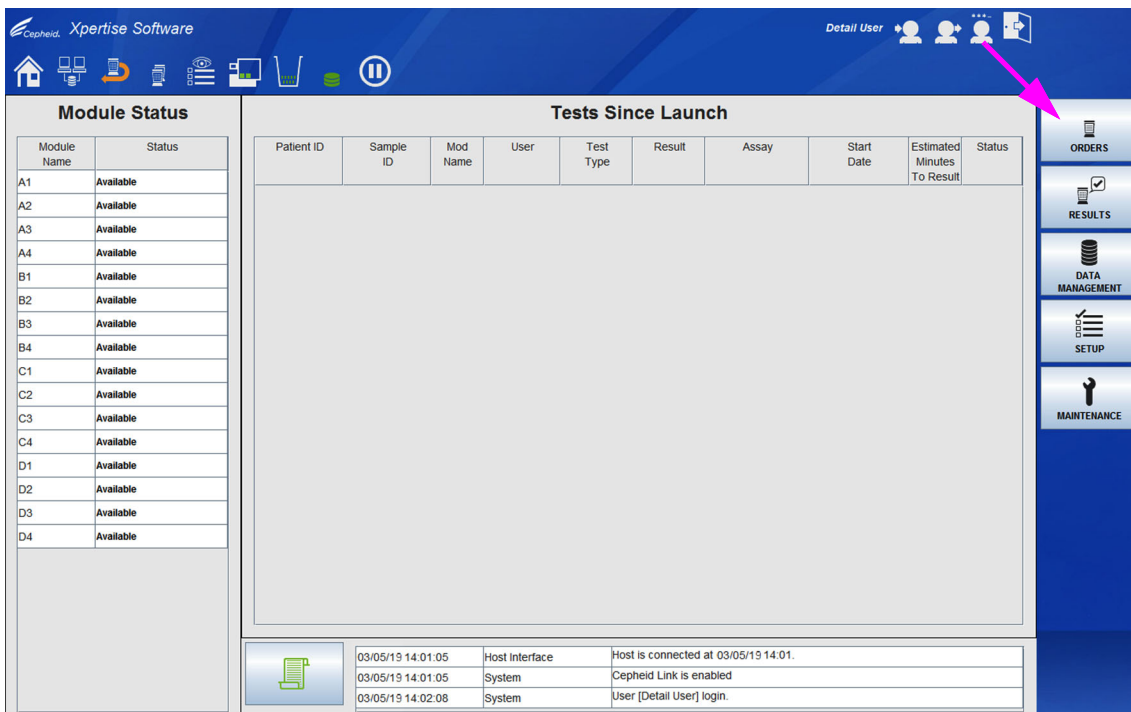 Cepheid. Xpertise Software
Detail User
Module Status
Module Name Status
A1 Available
A2 Available
A3 Available
A4 Available
B1 Available
B2 Available
B3 Available
B4 Available
C1 Available
C2 Available
C3 Available
C4 Available
D1 Available
D2 Available
D3 Available
D4 Available
Tests Since Launch
Patient ID Sample ID Mod Name User Test Type Result Assay Start Date Estimated Minutes To Result Status
03/05/19 14:01:05 Host Interface Host is connected at 03/05/19 14:01.
03/05/19 14:01:05 System Cepheid Link is enabled
03/05/19 14:02:08 System User [Detail User] login.
ORDERS
RESULTS
DATA
MANAGEMENT
SETUP
MAINTENANCE